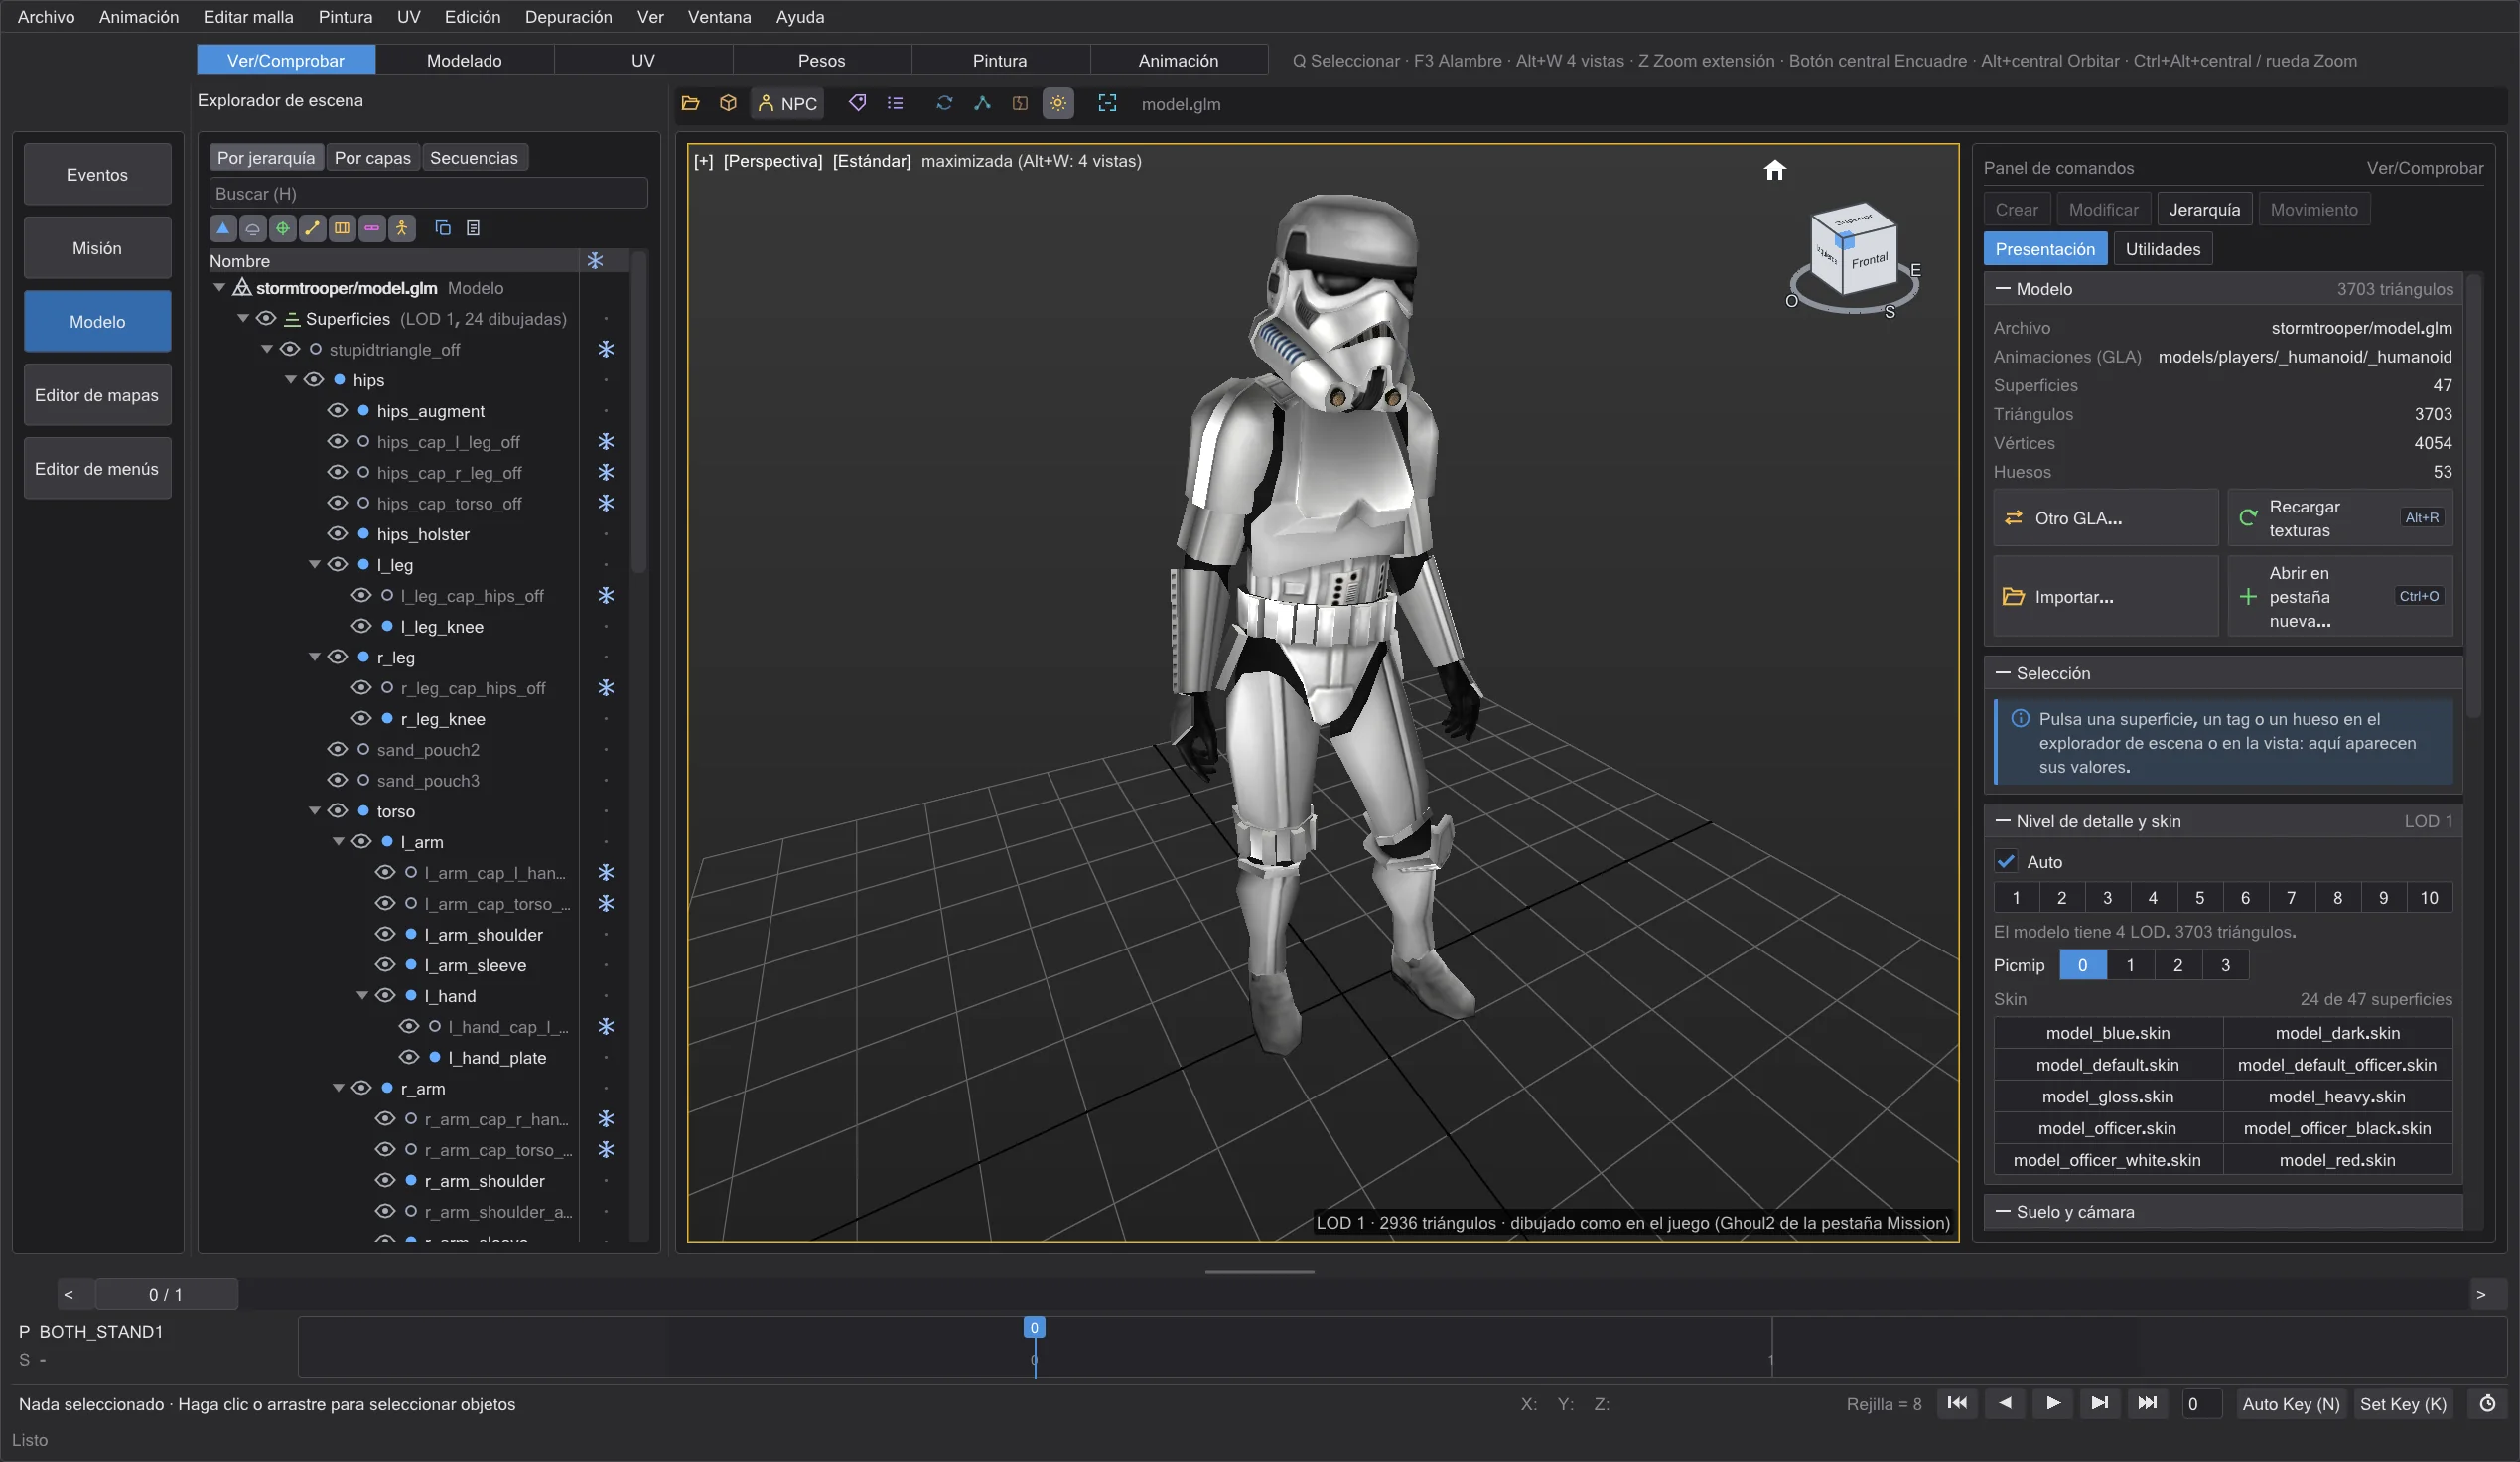 Archivo Animación Editar malla Pintura UV Edición Depuración Ver Ventana Ayuda
Ver/Comprobar Modelado UV Pesos Pintura Animación Q Seleccionar · F3 Alambre · Alt+W 4 vistas · Z Zoom extensión · Botón central Encuadre · Alt+central Orbitar · Ctrl+Alt+central / rueda Zoom
Explorador de escena
NPC model.glm
Eventos
Misión
Modelo
Editor de mapas
Editor de menús
Por jerarquía Por capas Secuencias
Buscar (H)
Nombre
stormtrooper/model.glm Modelo
Superficies (LOD 1, 24 dibujadas)
stupidtriangle_off
hips
hips_augment
hips_cap_l_leg_off
hips_cap_r_leg_off
hips_cap_torso_off
hips_holster
l_leg
l_leg_cap_hips_off
l_leg_knee
r_leg
r_leg_cap_hips_off
r_leg_knee
sand_pouch2
sand_pouch3
torso
l_arm
l_arm_cap_l_han...
l_arm_cap_torso_...
l_arm_shoulder
l_arm_sleeve
l_hand
l_hand_cap_l_...
l_hand_plate
r_arm
r_arm_cap_r_han...
r_arm_cap_torso_...
r_arm_shoulder
r_arm_shoulder_a...
r_arm_sleeve
[+] [Perspectiva] [Estándar] maximizada (Alt+W: 4 vistas)
Frontal
E
O
S
LOD 1 · 2936 triángulos · dibujado como en el juego (Ghoul2 de la pestaña Mission)
Panel de comandos Ver/Comprobar
Crear Modificar Jerarquía Movimiento
Presentación Utilidades
Modelo 3703 triángulos
Archivo stormtrooper/model.glm
Animaciones (GLA) models/players/_humanoid/_humanoid
Superficies 47
Triángulos 3703
Vértices 4054
Huesos 53
Otro GLA...
Recargar
texturas
Alt+R
Importar...
Abrir en
pestaña
nueva...
Ctrl+O
Selección
Pulsa una superficie, un tag o un hueso en el
explorador de escena o en la vista: aquí aparecen
sus valores.
Nivel de detalle y skin LOD 1
Auto
1 2 3 4 5 6 7 8 9 10
El modelo tiene 4 LOD. 3703 triángulos.
Picmip 0 1 2 3
Skin 24 de 47 superficies
model_blue.skin model_dark.skin
model_default.skin model_default_officer.skin
model_gloss.skin model_heavy.skin
model_officer.skin model_officer_black.skin
model_officer_white.skin model_red.skin
Suelo y cámara
< 0 / 1 >
P BOTH_STAND1
S -
0
0 1
Nada seleccionado · Haga clic o arrastre para seleccionar objetos X: Y: Z: Rejilla = 8 0 Auto Key (N) Set Key (K)
Listo